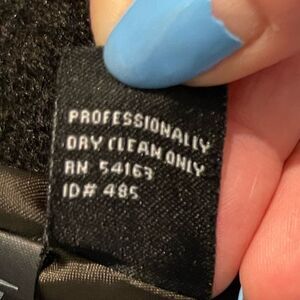 PROFESSIONALLY
DRY CLEAN ONLY
RN 54163
ID# 485